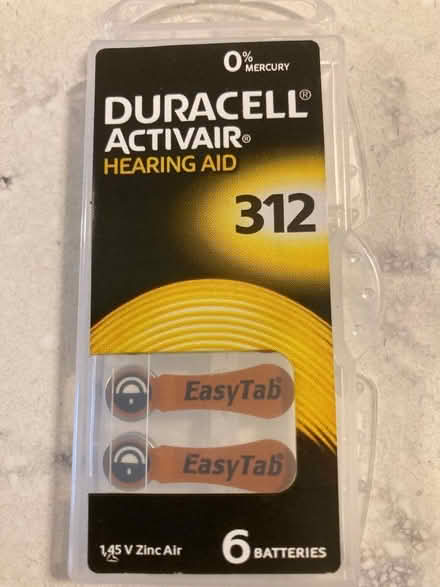 0% MERCURY
DURACELL®
ACTIVAIR®
HEARING AID
312
EasyTab®
EasyTab®
1,45 V Zinc Air
6 BATTERIES